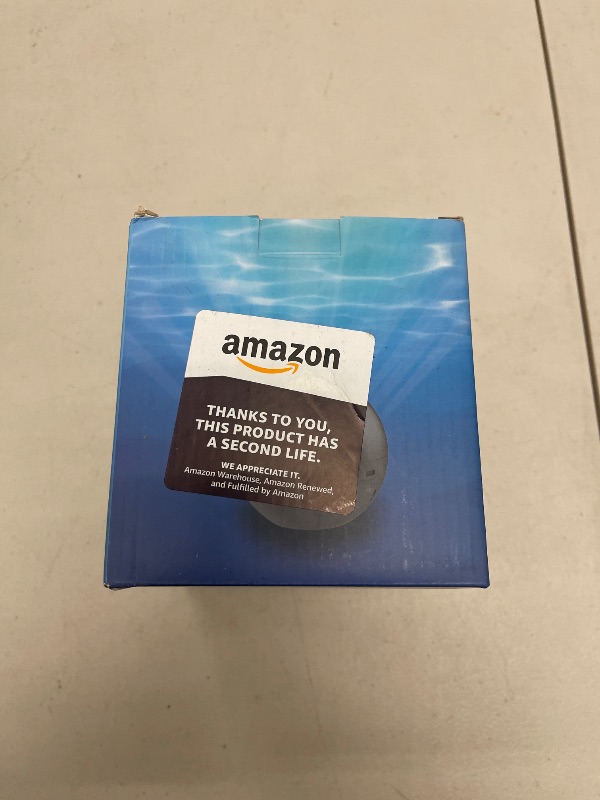 amazon
THANKS TO YOU,
THIS PRODUCT HAS
A SECOND LIFE.
WE APPRECIATE IT.
Amazon Warehouse, Amazon Renewed,
and Fulfilled by Amazon